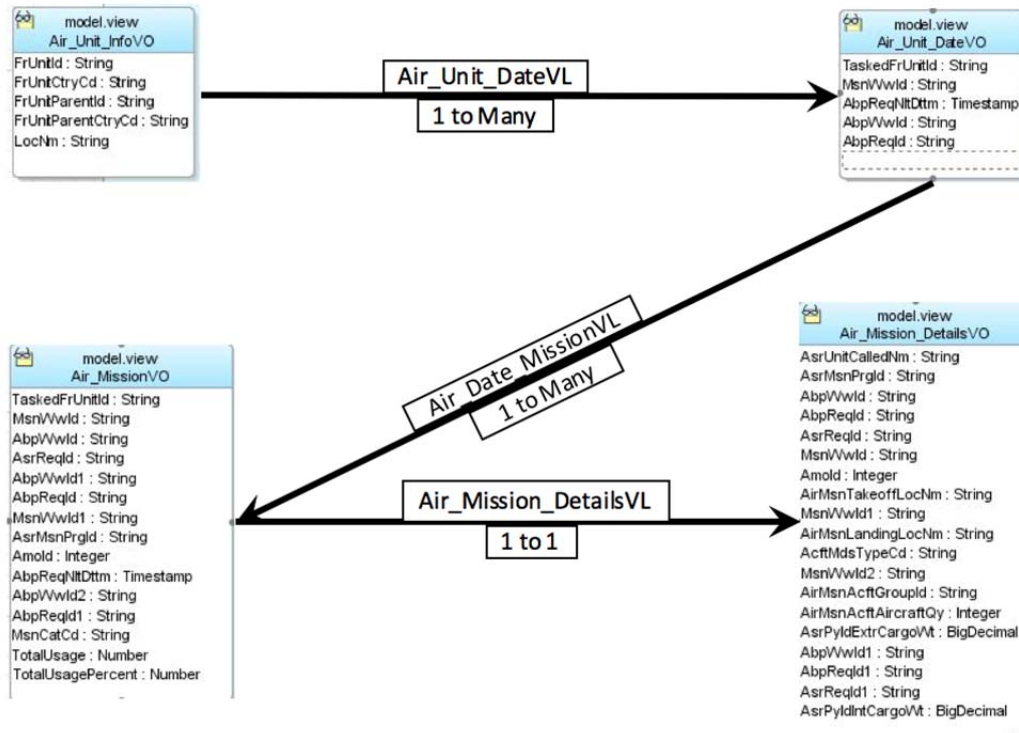 model.view
Air_Unit_InfoVO
FrUnitId : String
FrUnitCtryCd : String
FrUnitParentId : String
FrUnitParentCtryCd : String
LocNm : String
Air_Unit_DateVL
1 to Many
model.view
Air_Unit_DateVO
TaskedFrUnitId : String
MsnWwId : String
AbpReqNltDttm : Timestamp
AbpWwId : String
AbpReqId : String
Air_Date_MissionVL
1 to Many
model.view
Air_MissionVO
TaskedFrUnitId : String
MsnWwId : String
AbpWwId : String
AsrReqId : String
AbpWwId1 : String
AbpReqId : String
MsnWwId1 : String
AsrMsnPrgId : String
AmoId : Integer
AbpReqNltDttm : Timestamp
AbpWwId2 : String
AbpReqId1 : String
MsnCatCd : String
TotalUsage : Number
TotalUsagePercent : Number
Air_Mission_DetailsVL
1 to 1
model.view
Air_Mission_DetailsVO
AsrUnitCalledNm : String
AsrMsnPrgId : String
AbpWwId : String
AbpReqId : String
AsrReqId : String
MsnWwId : String
AmoId : Integer
AirMsnTakeoffLocNm : String
MsnWwId1 : String
AirMsnLandingLocNm : String
AcftMdsTypeCd : String
MsnWwId2 : String
AirMsnAcftGroupId : String
AirMsnAcftAircraftQy : Integer
AsrPyldExtrCargoWt : BigDecimal
AbpWwId1 : String
AbpReqId1 : String
AsrReqId1 : String
AsrPyldIntCargoWt : BigDecimal